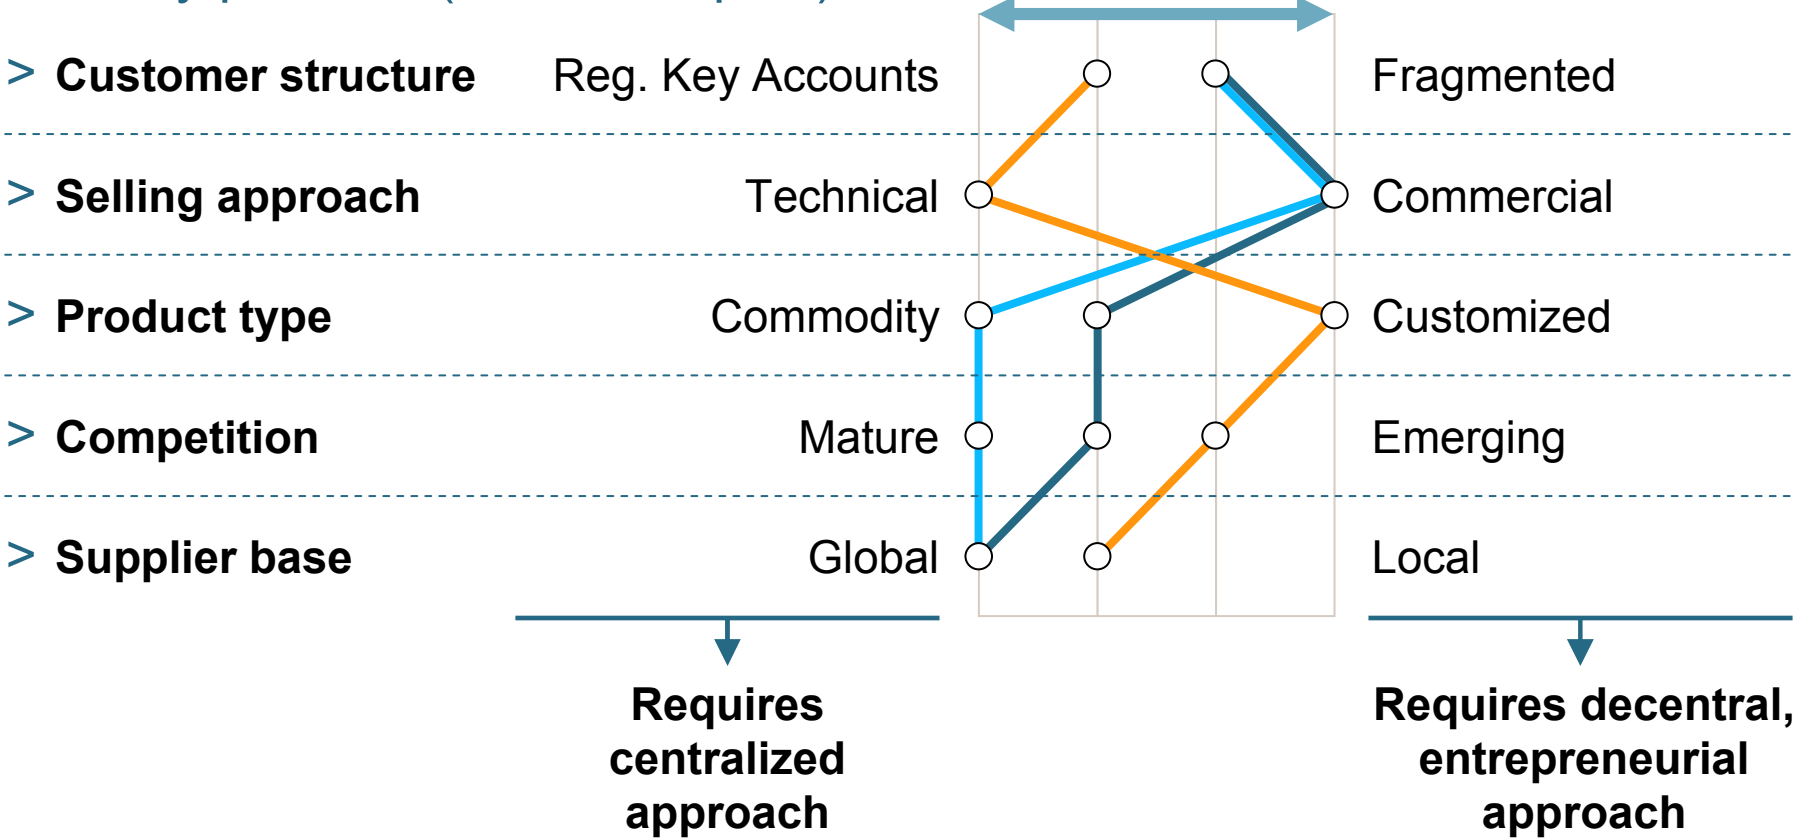 > Customer structure Reg. Key Accounts Fragmented
> Selling approach Technical Commercial
> Product type Commodity Customized
> Competition Mature Emerging
> Supplier base Global Local
Requires
centralized
approach
Requires decentral,
entrepreneurial
approach